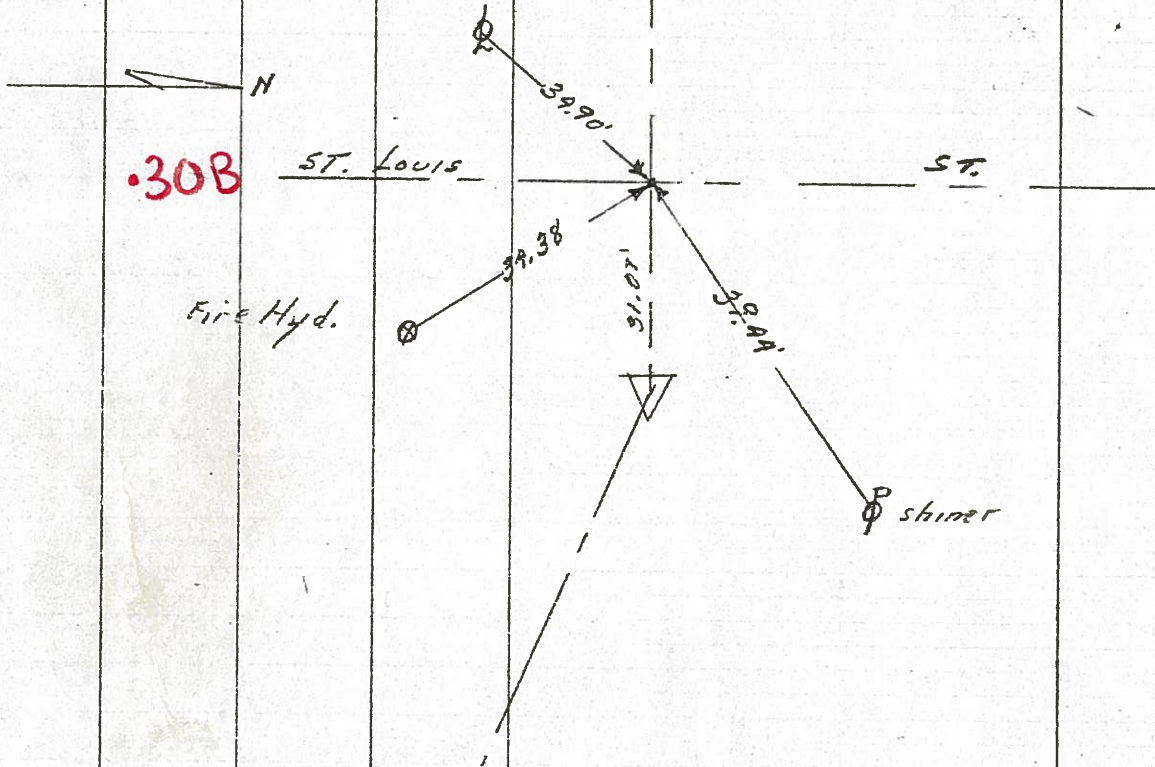 L
39.90'
N
.30B
ST. Louis ST.
39.38
31.07'
Fire Hyd.
P
shiner